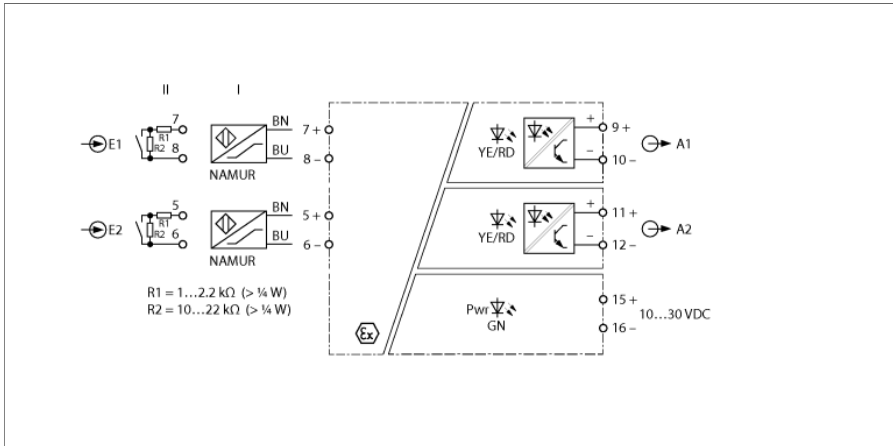 II I
7 BN 7 + + 9 +
E1 R1 R2 8 BU 8 – YE/RD – 10 – A1
NAMUR
5 BN 5 + + 11 +
E2 R1 R2 6 BU 6 – YE/RD – 12 – A2
NAMUR
R1 = 1…2.2 kΩ (> ¼ W)
R2 = 10…22 kΩ (> ¼ W)
Pwr 15 +
GN 16 – 10…30 VDC
Ex